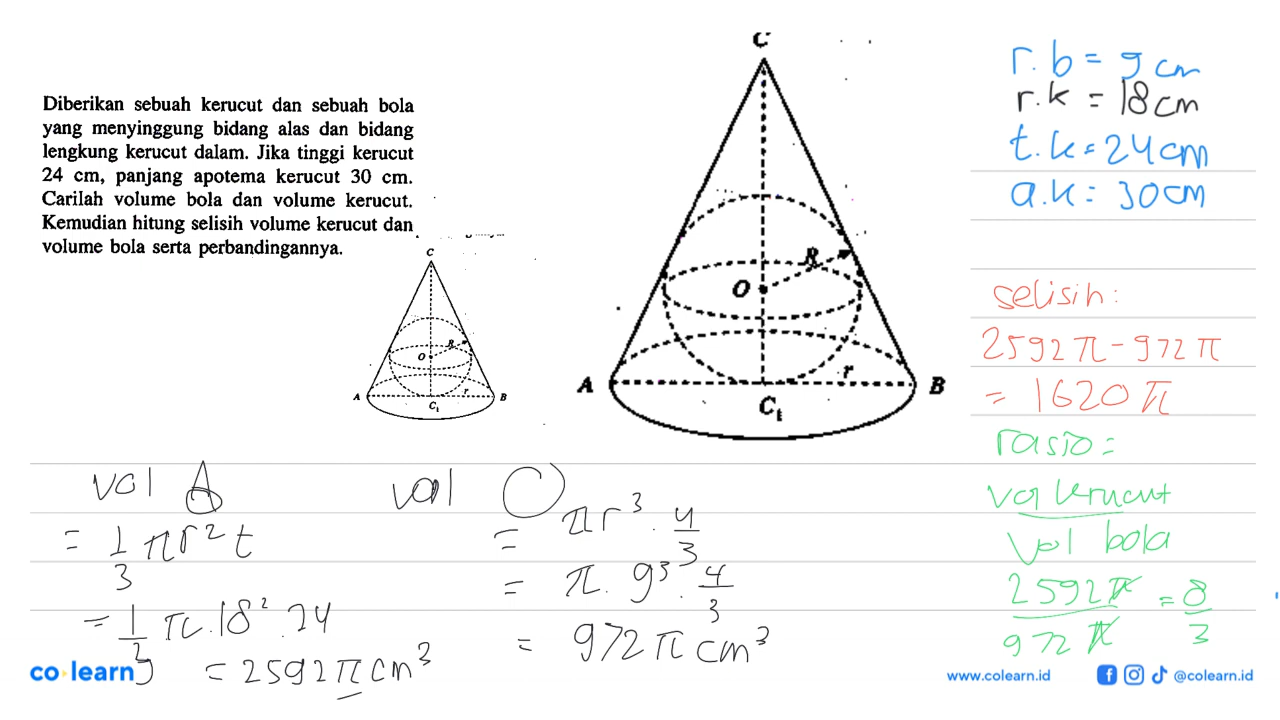 Diberikan sebuah kerucut dan sebuah bola
yang menyinggung bidang alas dan bidang
lengkung kerucut dalam. Jika tinggi kerucut
24 cm, panjang apotema kerucut 30 cm.
Carilah volume bola dan volume kerucut.
Kemudian hitung selisih volume kerucut dan
volume bola serta perbandingannya.
C
O
R
r
A
B
C₁
C
O
R
r
A
B
C₁
r.b = 9 cm
r.k = 18 cm
t.k = 24 cm
a.k = 30 cm
selisih:
2592 π - 972 π
= 1620 π
rasio =
vol kerucut
vol bola
2592π/972π = 8/3
vol
= 1/3 πr² t
= 1/3 π.18².24
= 2592 π cm³
vol
= πr³ . 4/3
= π. 9³ . 4/3
= 972 π cm³
co learn
www.colearn.id
@colearn.id